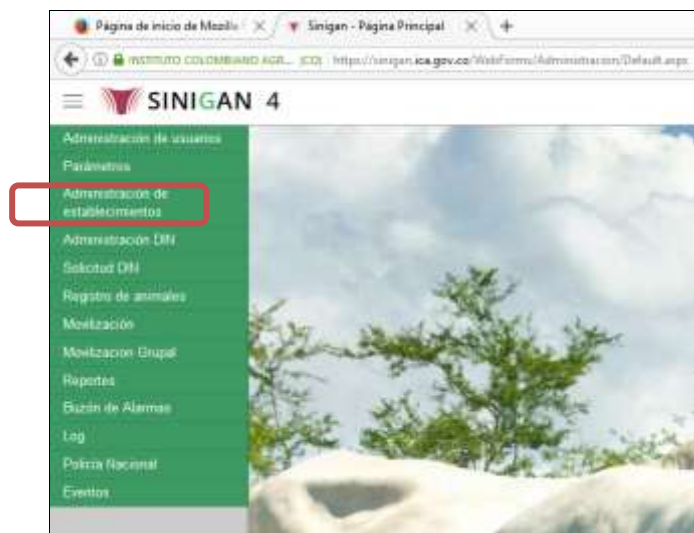 Página de inicio de Mozilla
Sinigan - Página Principal
INSTITUTO COLOMBIANO AGR... (CO) https://sinigan.ica.gov.co/WebForms/Administracion/Default.aspx
SINIGAN 4
Administración de usuarios
Parámetros
Administración de
establecimientos
Administración DIN
Solicitud DIN
Registro de animales
Movilización
Movilizacion Grupal
Reportes
Buzón de Alarmas
Log
Policia Nacional
Eventos